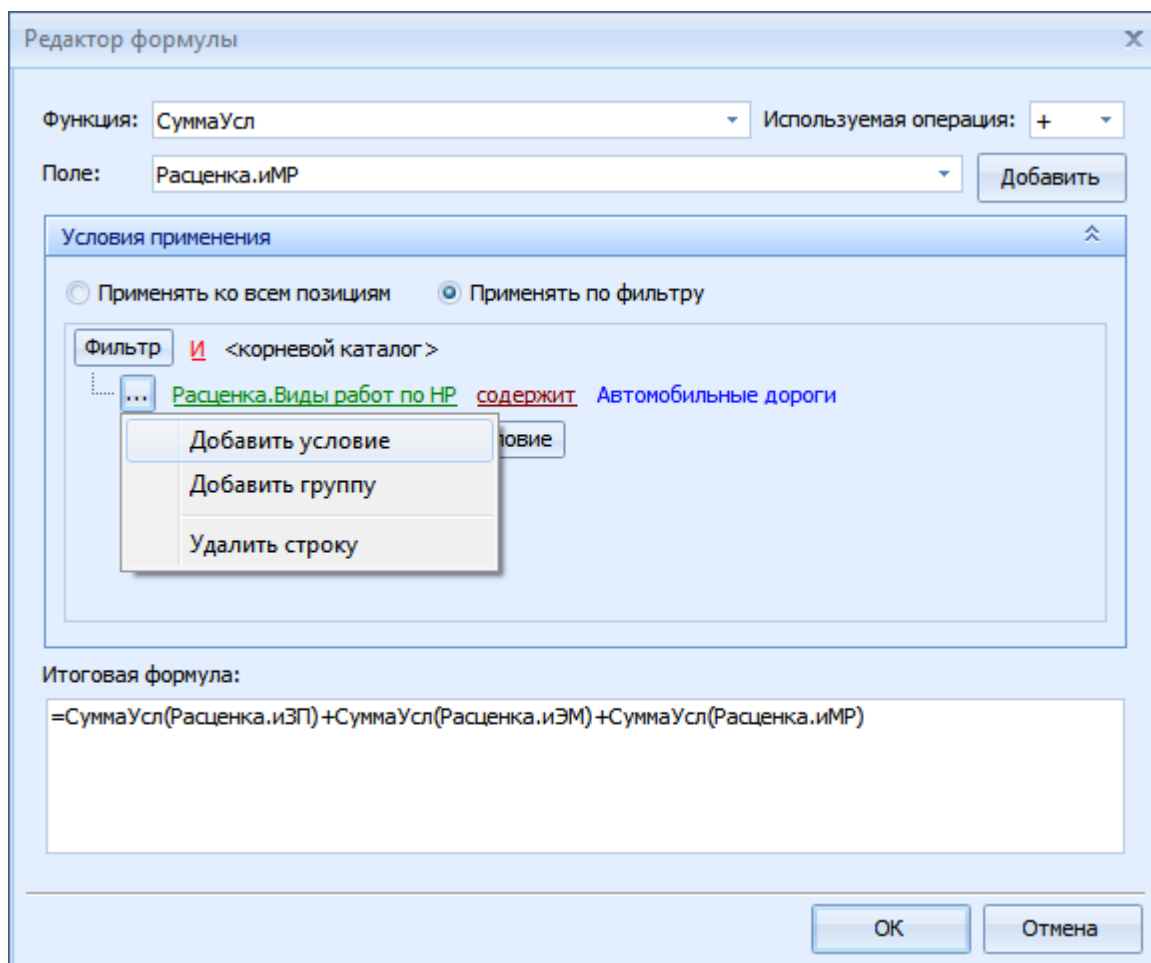 Редактор формулы
Функция: СуммаУсл Используемая операция: +
Поле: Расценка.иМР Добавить
Условия применения
Применять ко всем позициям Применять по фильтру
Фильтр И <корневой каталог>
... Расценка.Виды работ по НР содержит Автомобильные дороги
Добавить условие
Добавить группу
Удалить строку
Итоговая формула:
=СуммаУсл(Расценка.иЗП)+СуммаУсл(Расценка.иЭМ)+СуммаУсл(Расценка.иМР)
ОК Отмена